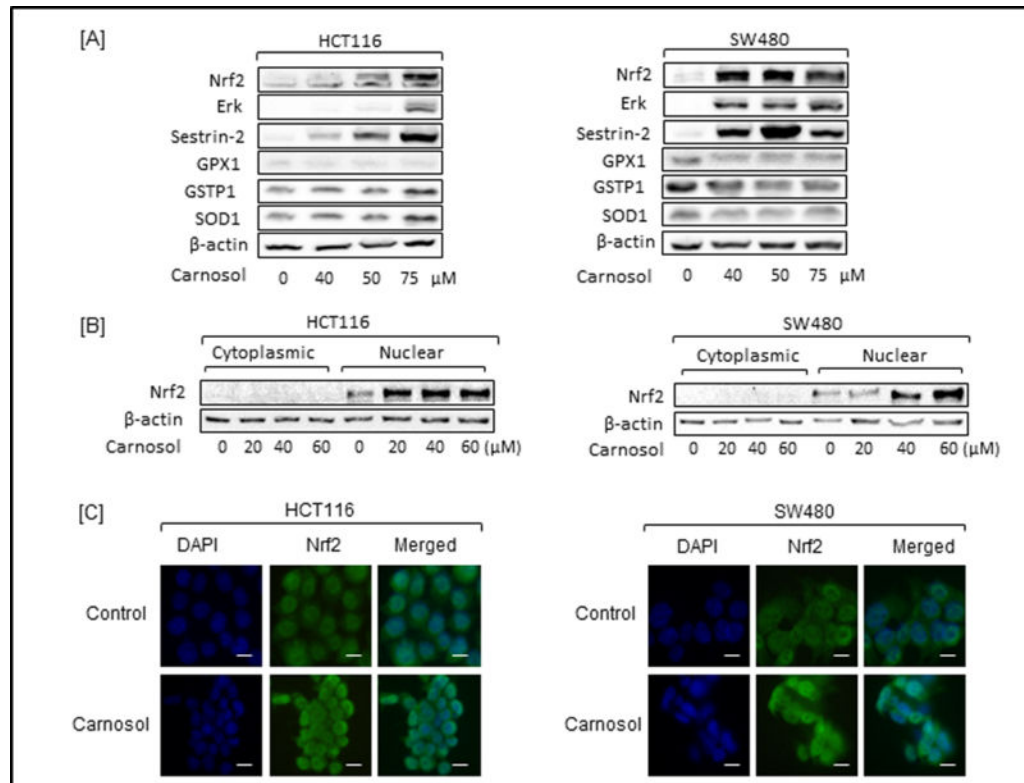 [A]
HCT116
Nrf2
Erk
Sestrin-2
GPX1
GSTP1
SOD1
β-actin
Carnosol 0 40 50 75 μM
SW480
Nrf2
Erk
Sestrin-2
GPX1
GSTP1
SOD1
β-actin
Carnosol 0 40 50 75 μM
[B]
HCT116
Cytoplasmic Nuclear
Nrf2
β-actin
Carnosol 0 20 40 60 0 20 40 60 (μM)
SW480
Cytoplasmic Nuclear
Nrf2
β-actin
Carnosol 0 20 40 60 0 20 40 60 (μM)
[C]
HCT116
DAPI Nrf2 Merged
Control
Carnosol
SW480
DAPI Nrf2 Merged
Control
Carnosol